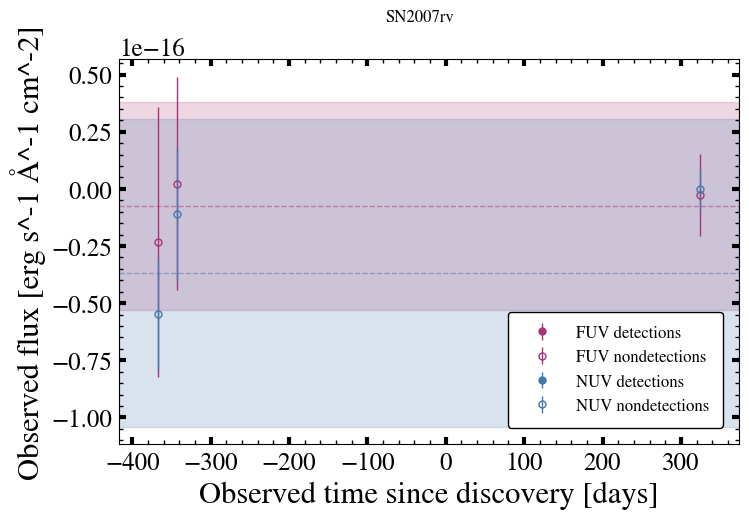 SN2007rv
1e−16
Observed flux [erg s^-1 Å^-1 cm^-2]
0.50
0.25
0.00
−0.25
−0.50
−0.75
−1.00
FUV detections
FUV nondetections
NUV detections
NUV nondetections
−400 −300 −200 −100 0 100 200 300
Observed time since discovery [days]